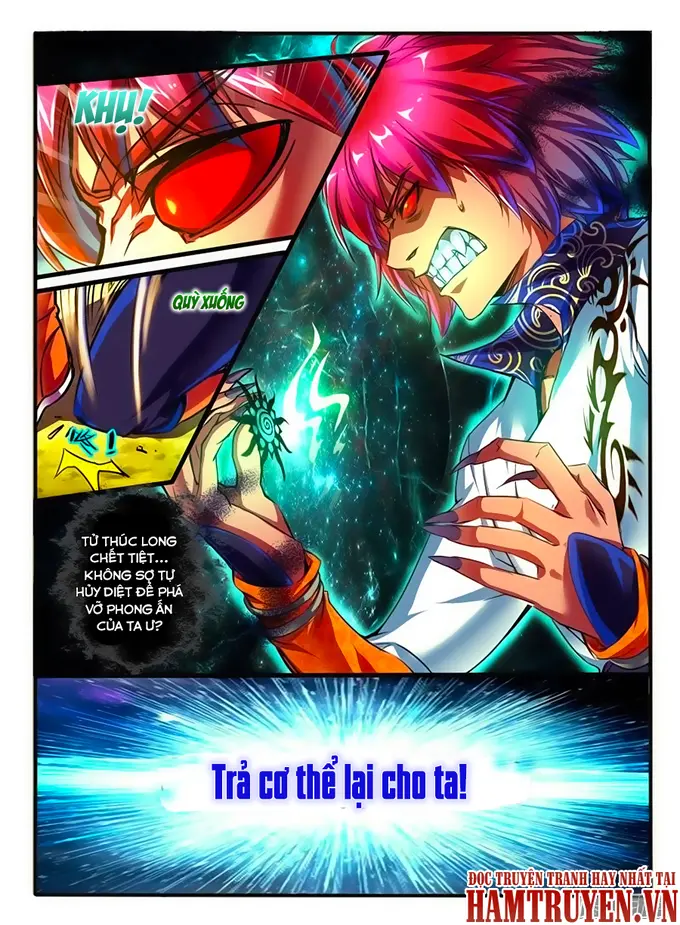 KHỤ!
QUỲ XUỐNG
TỬ THÚC LONG
CHẾT TIỆT...
KHÔNG SỢ TỰ
HỦY DIỆT ĐỂ PHÁ
VỠ PHONG ẤN
CỦA TA Ư?
Trả cơ thể lại cho ta!
ĐỌC TRUYỆN TRANH HAY NHẤT TẠI
HAMTRUYEN.VN